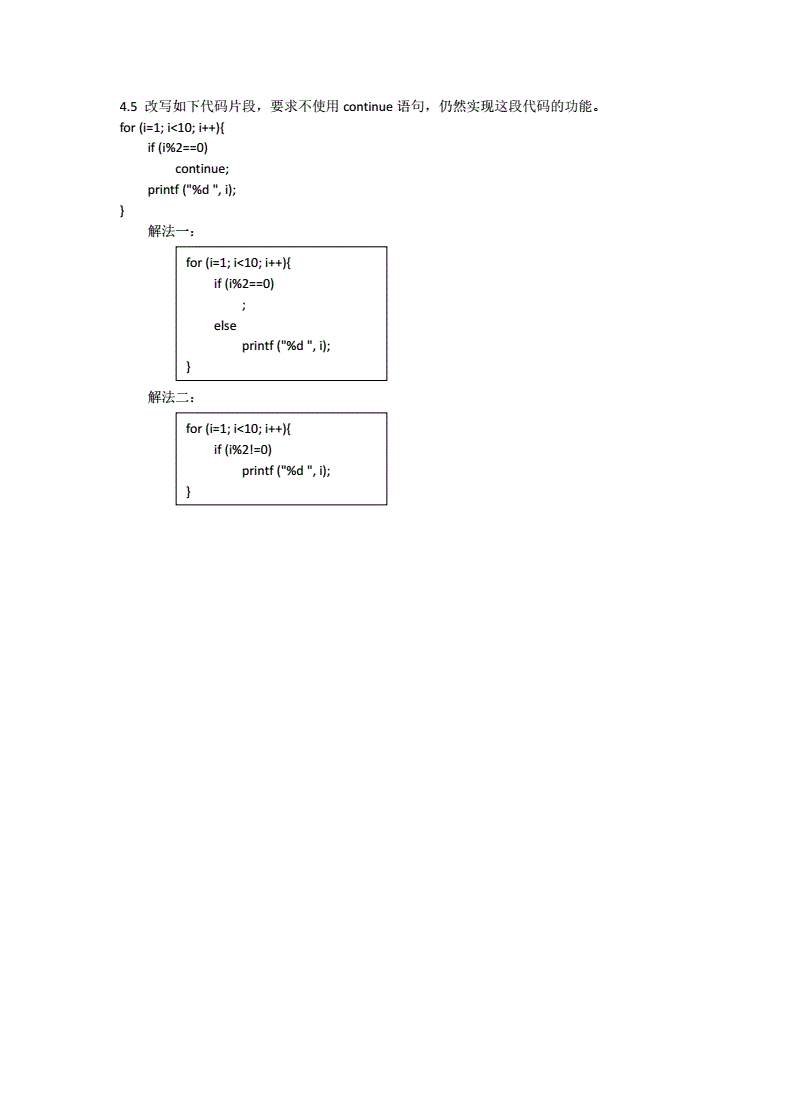 4.5 改写如下代码片段，要求不使用 continue 语句，仍然实现这段代码的功能。
for (i=1; i<10; i++){
if (i%2==0)
continue;
printf ("%d ", i);
}
解法一：
for (i=1; i<10; i++){
if (i%2==0)
;
else
printf ("%d ", i);
}
解法二：
for (i=1; i<10; i++){
if (i%2!=0)
printf ("%d ", i);
}